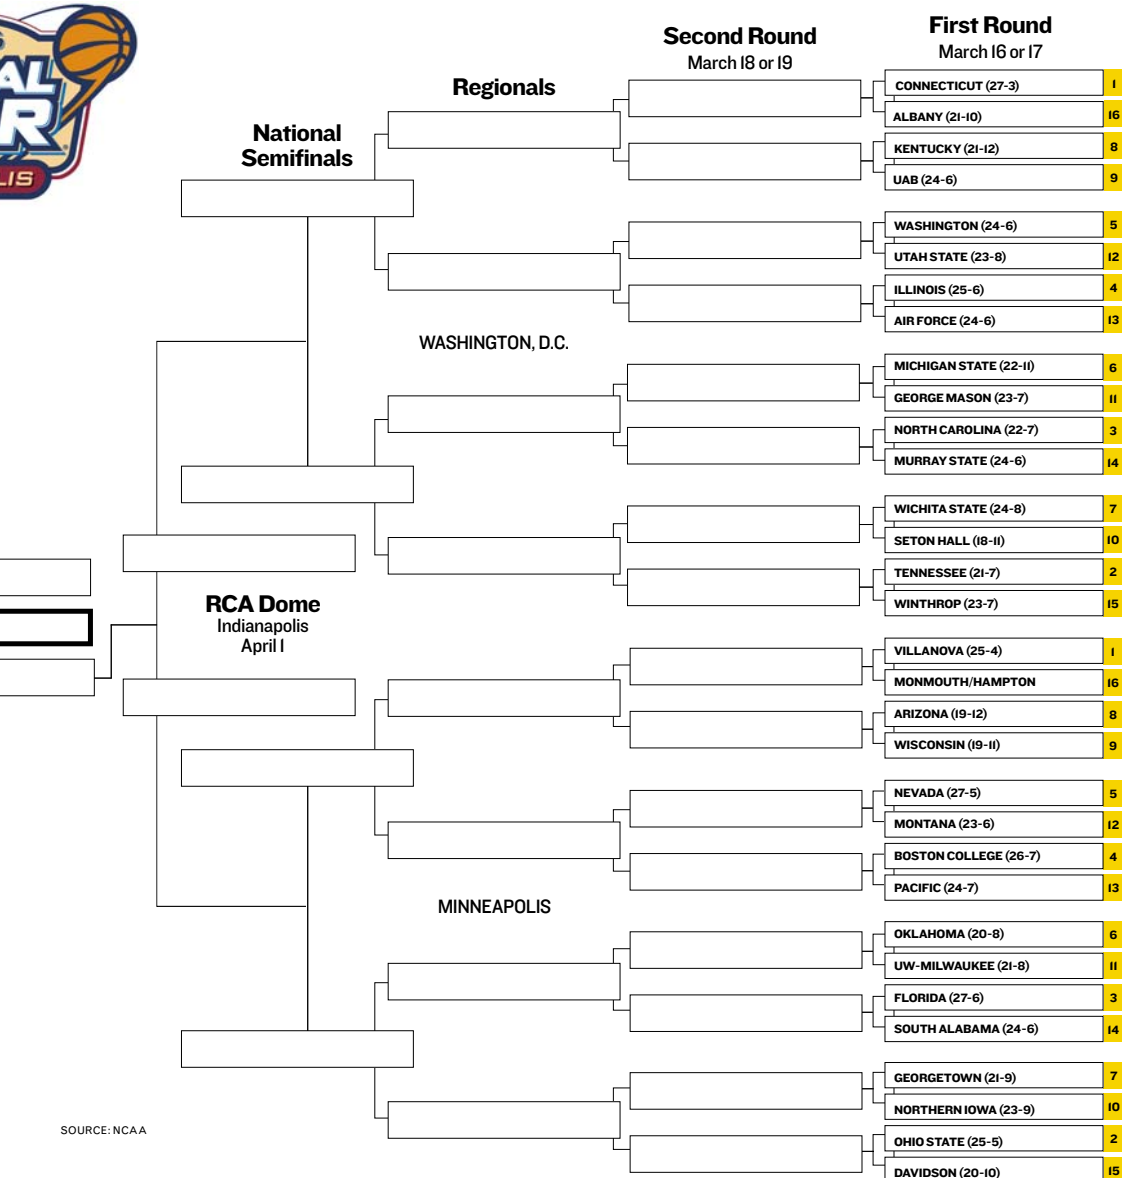 AL
R
LIS
First Round
March 16 or 17
Second Round
March 18 or 19
Regionals
National
Semifinals
CONNECTICUT (27-3) 1
ALBANY (21-10) 16
KENTUCKY (21-12) 8
UAB (24-6) 9
WASHINGTON (24-6) 5
UTAH STATE (23-8) 12
ILLINOIS (25-6) 4
AIR FORCE (24-6) 13
WASHINGTON, D.C.
MICHIGAN STATE (22-11) 6
GEORGE MASON (23-7) 11
NORTH CAROLINA (22-7) 3
MURRAY STATE (24-6) 14
WICHITA STATE (24-8) 7
SETON HALL (18-11) 10
TENNESSEE (21-7) 2
WINTHROP (23-7) 15
RCA Dome
Indianapolis
April 1
VILLANOVA (25-4) 1
MONMOUTH/HAMPTON 16
ARIZONA (19-12) 8
WISCONSIN (19-11) 9
NEVADA (27-5) 5
MONTANA (23-6) 12
BOSTON COLLEGE (26-7) 4
PACIFIC (24-7) 13
MINNEAPOLIS
OKLAHOMA (20-8) 6
UW-MILWAUKEE (21-8) 11
FLORIDA (27-6) 3
SOUTH ALABAMA (24-6) 14
GEORGETOWN (21-9) 7
NORTHERN IOWA (23-9) 10
OHIO STATE (25-5) 2
DAVIDSON (20-10) 15
SOURCE: NCAA